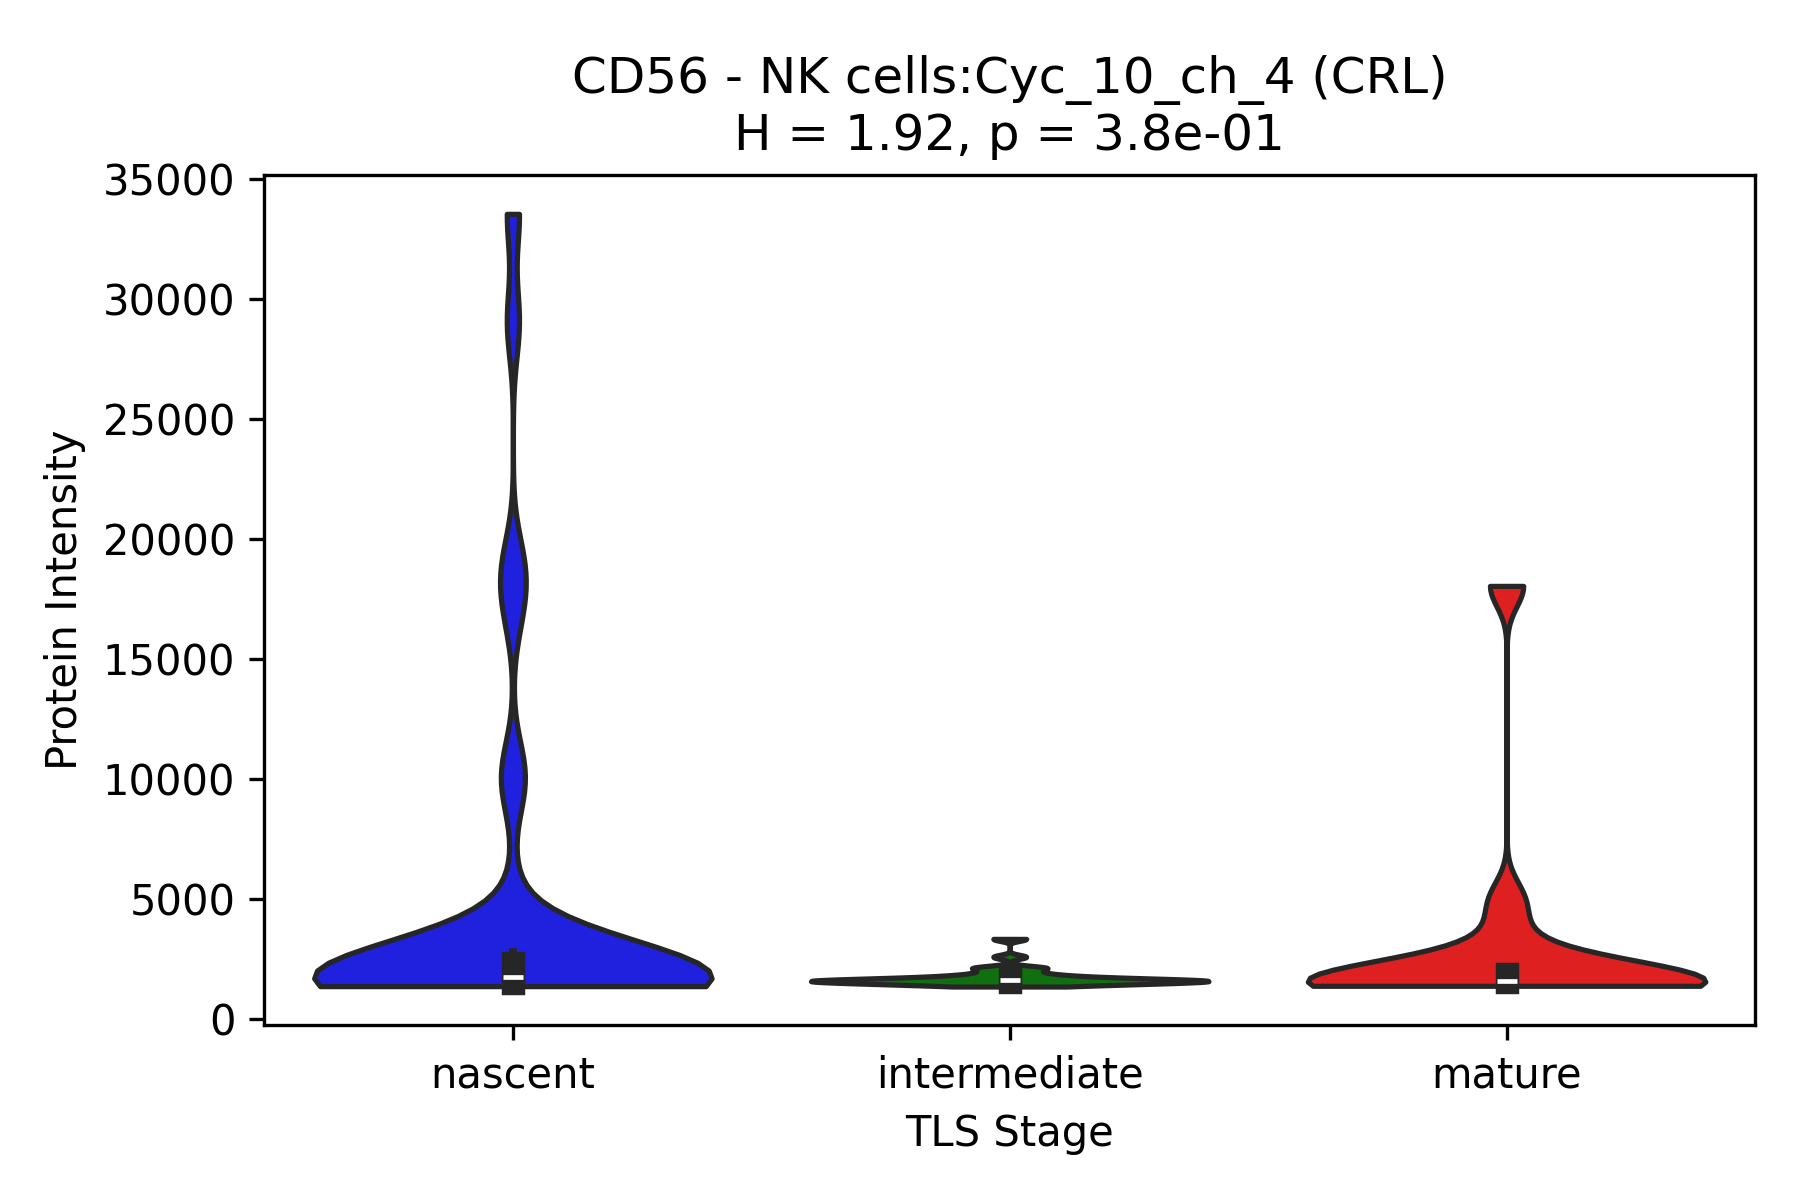 CD56 - NK cells:Cyc_10_ch_4 (CRL)
H = 1.92, p = 3.8e-01
35000
30000
25000
20000
15000
10000
5000
0
Protein Intensity
nascent intermediate mature
TLS Stage